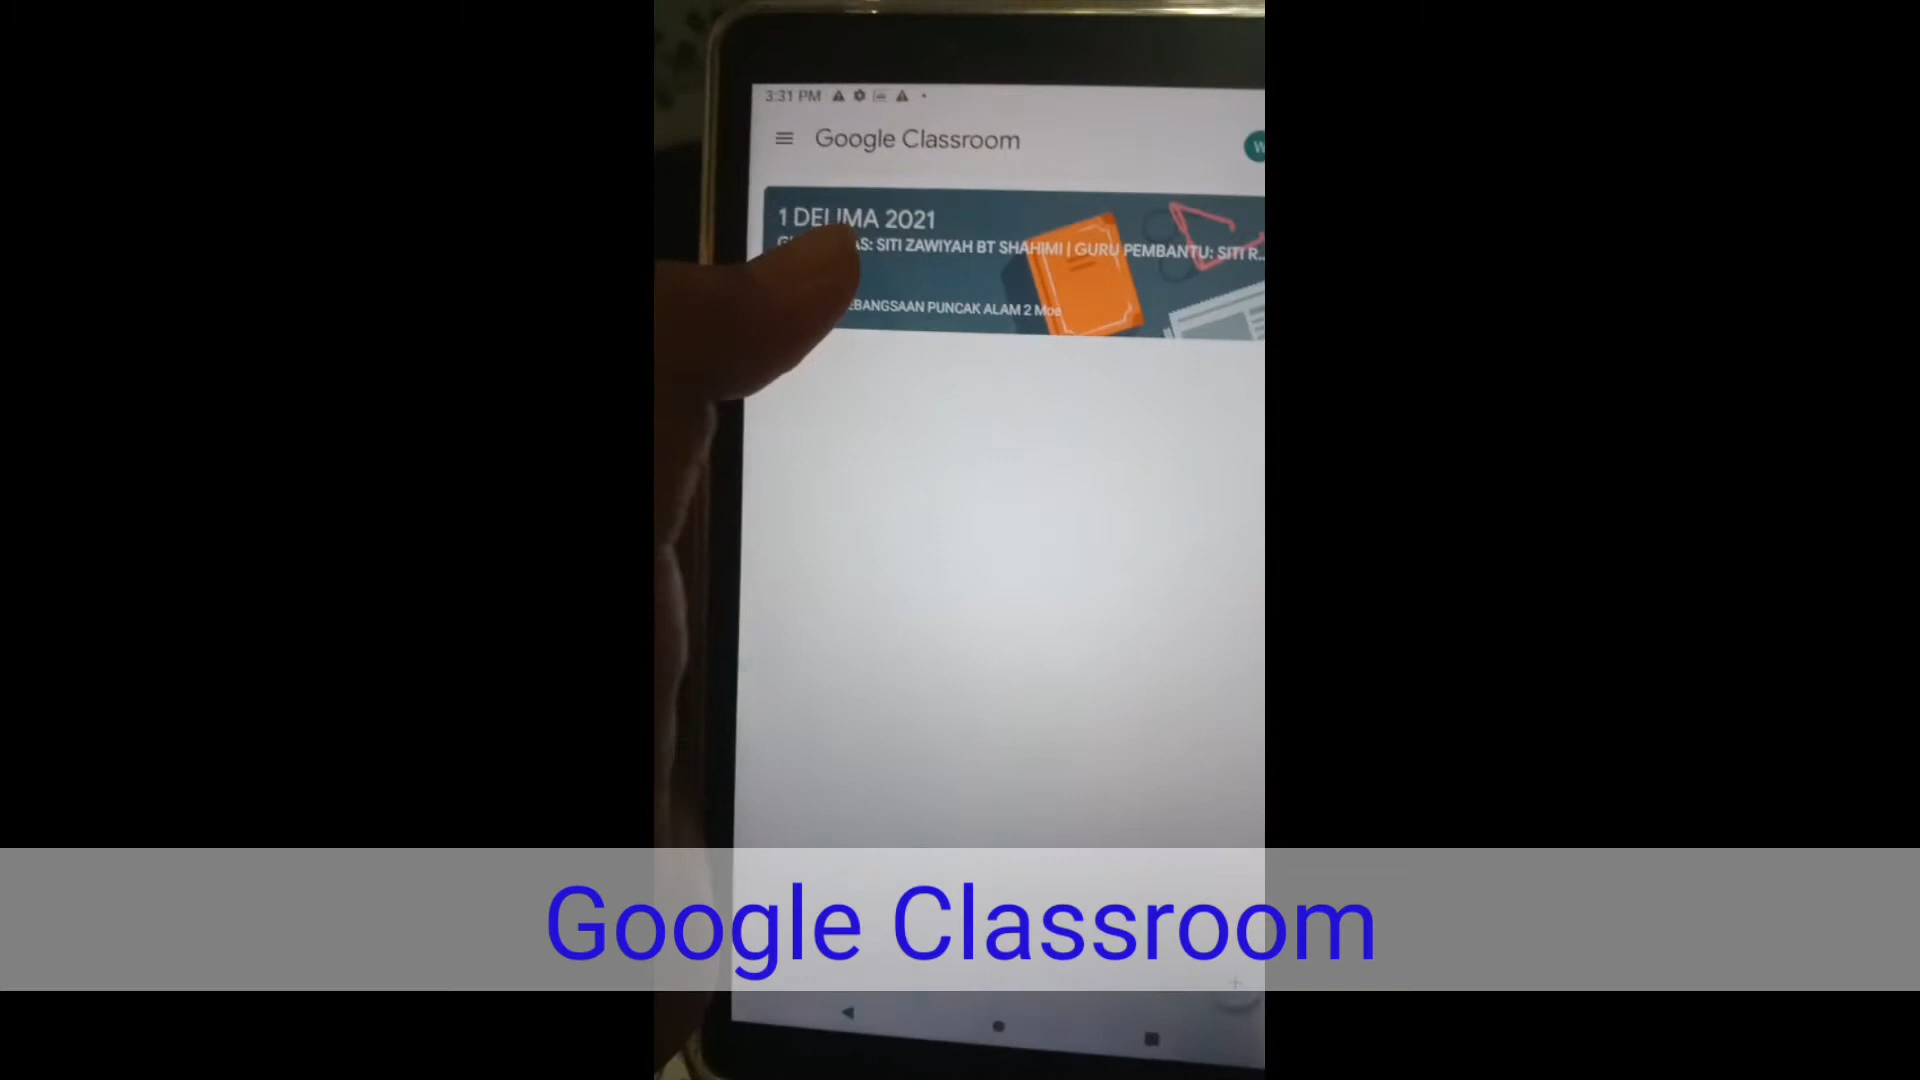 3:31 PM
Google Classroom
W
1 DELIMA 2021
SITI ZAWIYAH BT SHAHIMI | GURU PEMBANTU: SITI R...
PUNCAK ALAM 2 Moe
Google Classroom